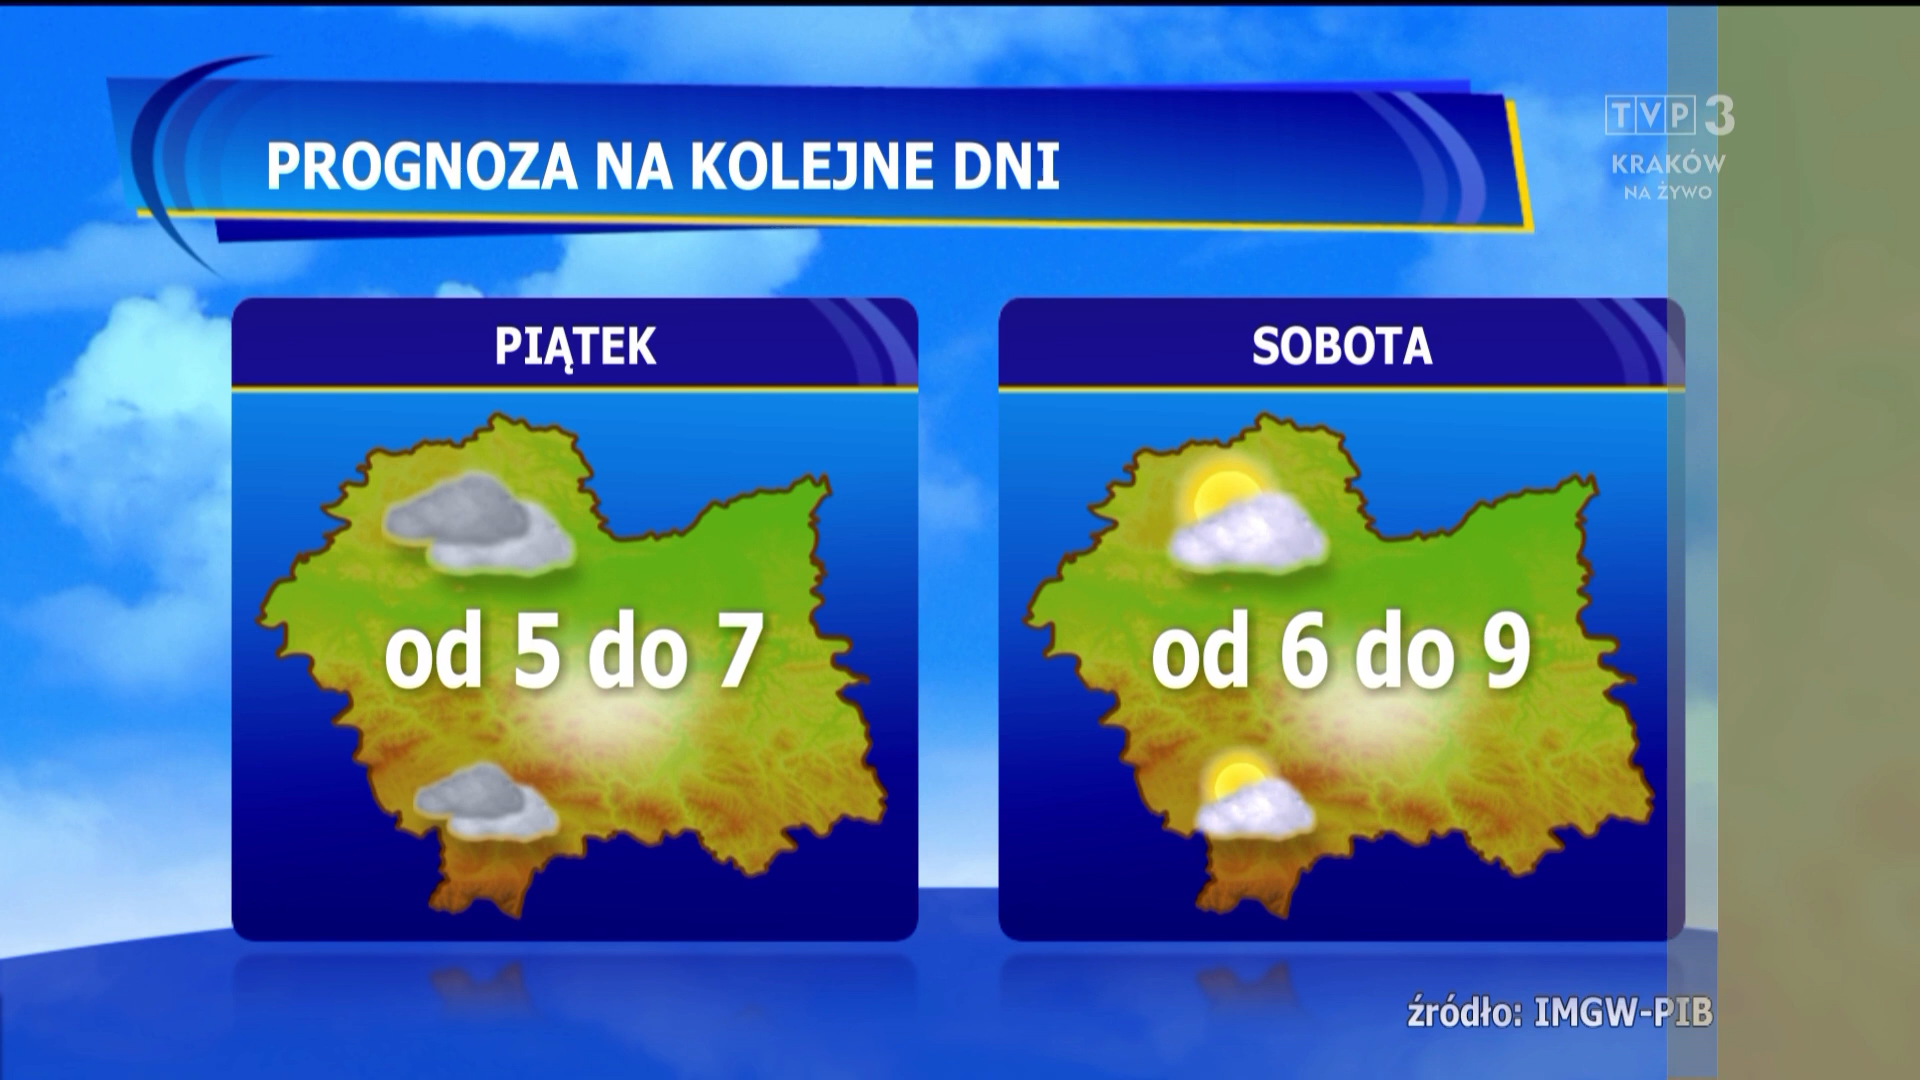 PROGNOZA NA KOLEJNE DNI
TVP3
KRAKÓW
NA ŻYWO
PIĄTEK
SOBOTA
od 5 do 7
od 6 do 9
źródło: IMGW-PIB